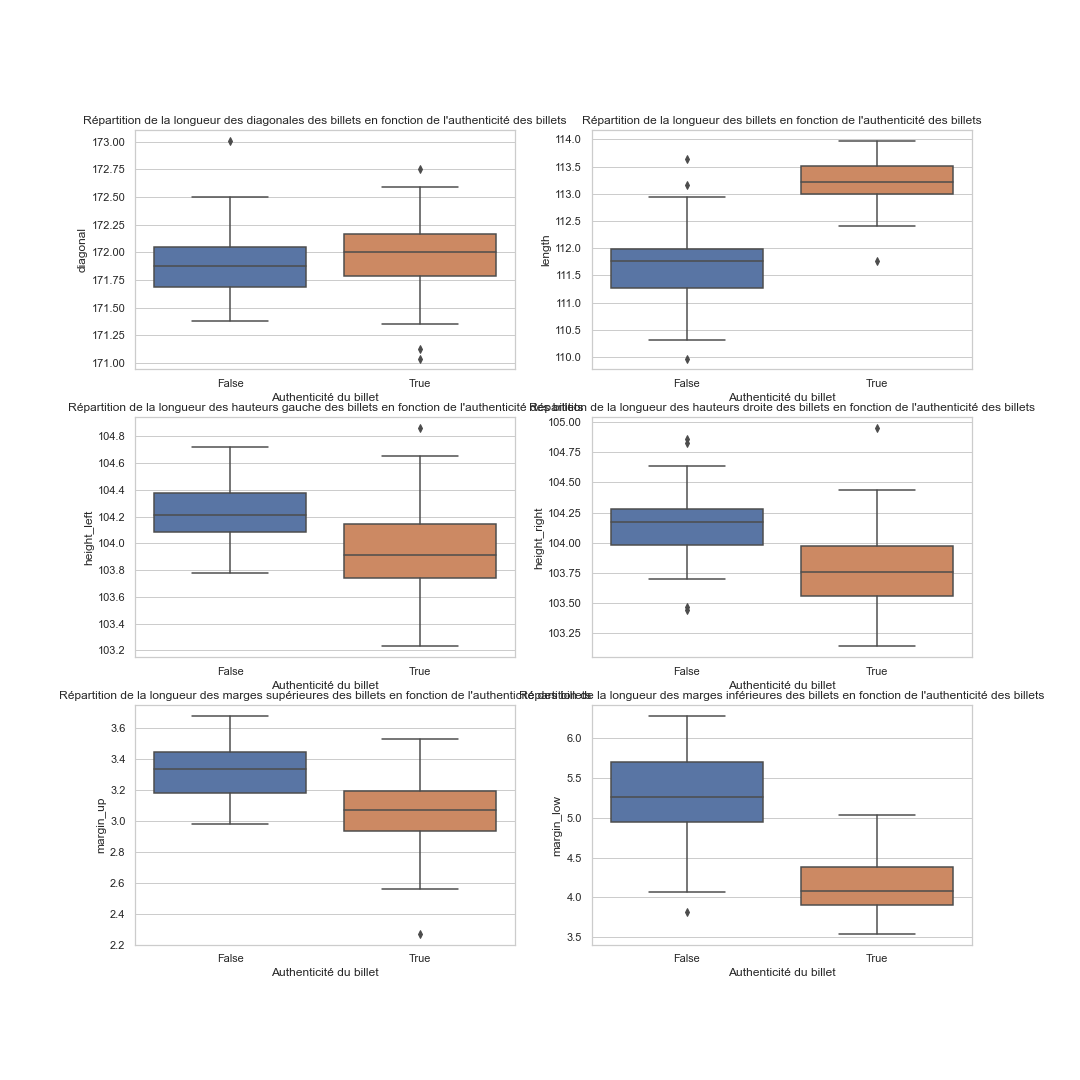 Répartition de la longueur des diagonales des billets en fonction de l'authenticité des billets
173.00
172.75
172.50
172.25
172.00
171.75
171.50
171.25
171.00
diagonal
False True
Authenticité du billet
Répartition de la longueur des billets en fonction de l'authenticité des billets
114.0
113.5
113.0
112.5
112.0
111.5
111.0
110.5
110.0
length
False True
Authenticité du billet
Répartition de la longueur des hauteurs gauche des billets en fonction de l'authenticité des billets
104.8
104.6
104.4
104.2
104.0
103.8
103.6
103.4
103.2
height_left
False True
Authenticité du billet
Répartition de la longueur des hauteurs droite des billets en fonction de l'authenticité des billets
105.00
104.75
104.50
104.25
104.00
103.75
103.50
103.25
height_right
False True
Authenticité du billet
Répartition de la longueur des marges supérieures des billets en fonction de l'authenticité des billets
3.6
3.4
3.2
3.0
2.8
2.6
2.4
2.2
margin_up
False True
Authenticité du billet
Répartition de la longueur des marges inférieures des billets en fonction de l'authenticité des billets
6.0
5.5
5.0
4.5
4.0
3.5
margin_low
False True
Authenticité du billet